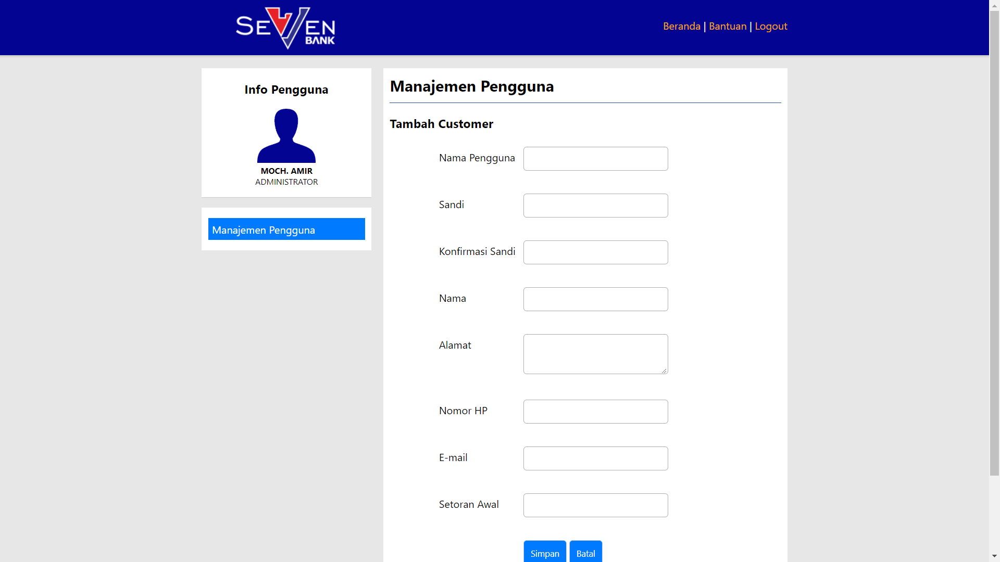 SEVEN BANK
Beranda | Bantuan | Logout
Info Pengguna
MOCH. AMIR
ADMINISTRATOR
Manajemen Pengguna
Manajemen Pengguna
Tambah Customer
Nama Pengguna
Sandi
Konfirmasi Sandi
Nama
Alamat
Nomor HP
E-mail
Setoran Awal
Simpan Batal